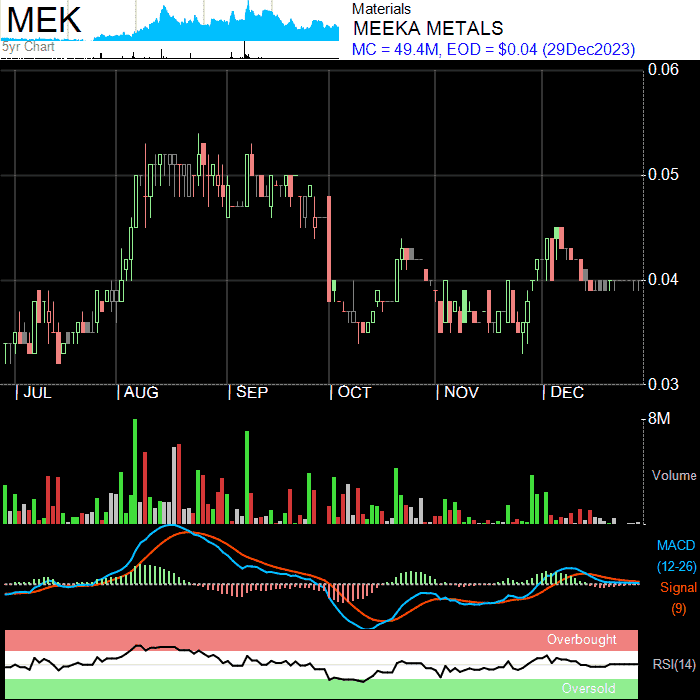 MEK
5yr Chart
Materials
MEEKA METALS
MC = 49.4M, EOD = $0.04 (29Dec2023)
0.06
0.05
0.04
0.03
JUL AUG SEP OCT NOV DEC
8M
Volume
MACD
(12-26)
Signal
(9)
Overbought
RSI(14)
Oversold